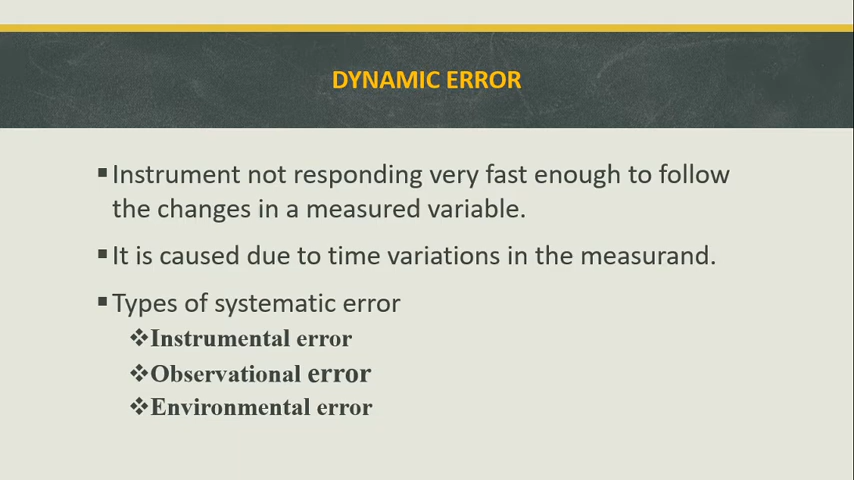 DYNAMIC ERROR
▪Instrument not responding very fast enough to follow
the changes in a measured variable.
▪It is caused due to time variations in the measurand.
▪Types of systematic error
❖Instrumental error
❖Observational error
❖Environmental error